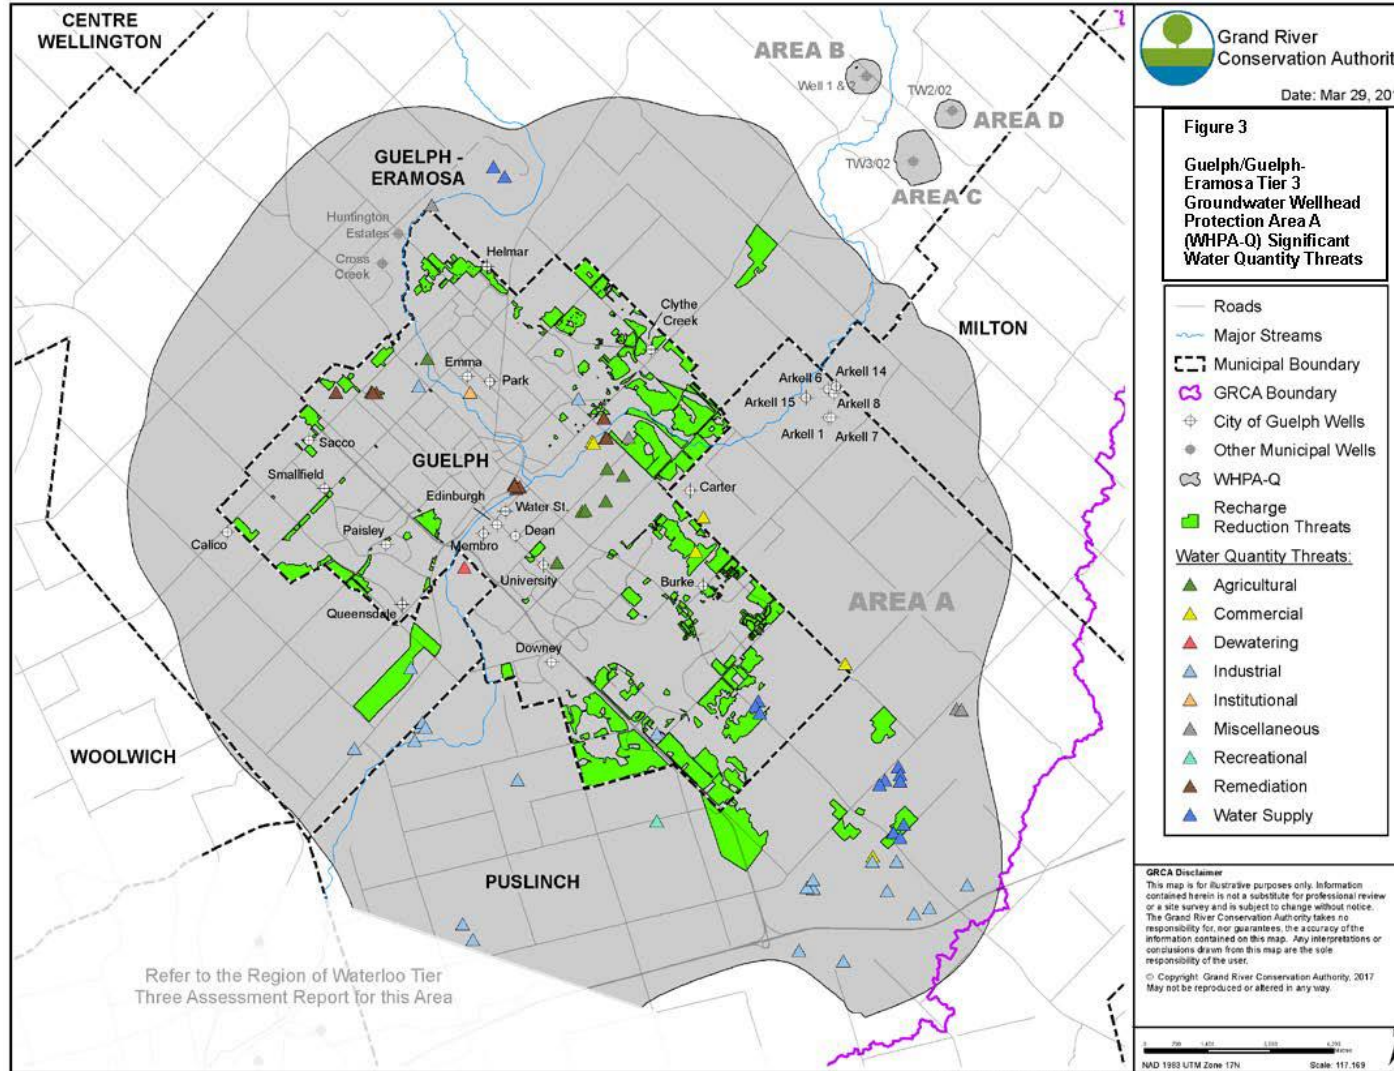 CENTRE
WELLINGTON
AREA B
Well 1 & 2
TW2/02
AREA D
TW3/02
AREA C
GUELPH -
ERAMOSA
Huntington
Estates
Cross
Creek
Helmar
Clythe
Creek
MILTON
Emma
Park
Arkell 6
Arkell 14
Arkell 15
Arkell 8
Arkell 1
Arkell 7
Sacco
GUELPH
Smallfield
Edinburgh
Water St.
Carter
Paisley
Dean
Calico
Membro
University
Burke
AREA A
Queensdale
Downey
WOOLWICH
PUSLINCH
Refer to the Region of Waterloo Tier
Three Assessment Report for this Area
Grand River
Conservation Authorit
Date: Mar 29, 201
Figure 3
Guelph/Guelph-
Eramosa Tier 3
Groundwater Wellhead
Protection Area A
(WHPA-Q) Significant
Water Quantity Threats
Roads
Major Streams
Municipal Boundary
GRCA Boundary
City of Guelph Wells
Other Municipal Wells
WHPA-Q
Recharge
Reduction Threats
Water Quantity Threats:
Agricultural
Commercial
Dewatering
Industrial
Institutional
Miscellaneous
Recreational
Remediation
Water Supply
GRCA Disclaimer
This map is for illustrative purposes only. Information
contained herein is not a substitute for professional review
or a site survey and is subject to change without notice.
The Grand River Conservation Authority takes no
responsibility for, nor guarantees, the accuracy of the
information contained on this map. Any interpretations or
conclusions drawn from this map are the sole
responsibility of the user.
© Copyright Grand River Conservation Authority, 2017
May not be reproduced or altered in any way.
NAD 1983 UTM Zone 17N Scale: 117,169